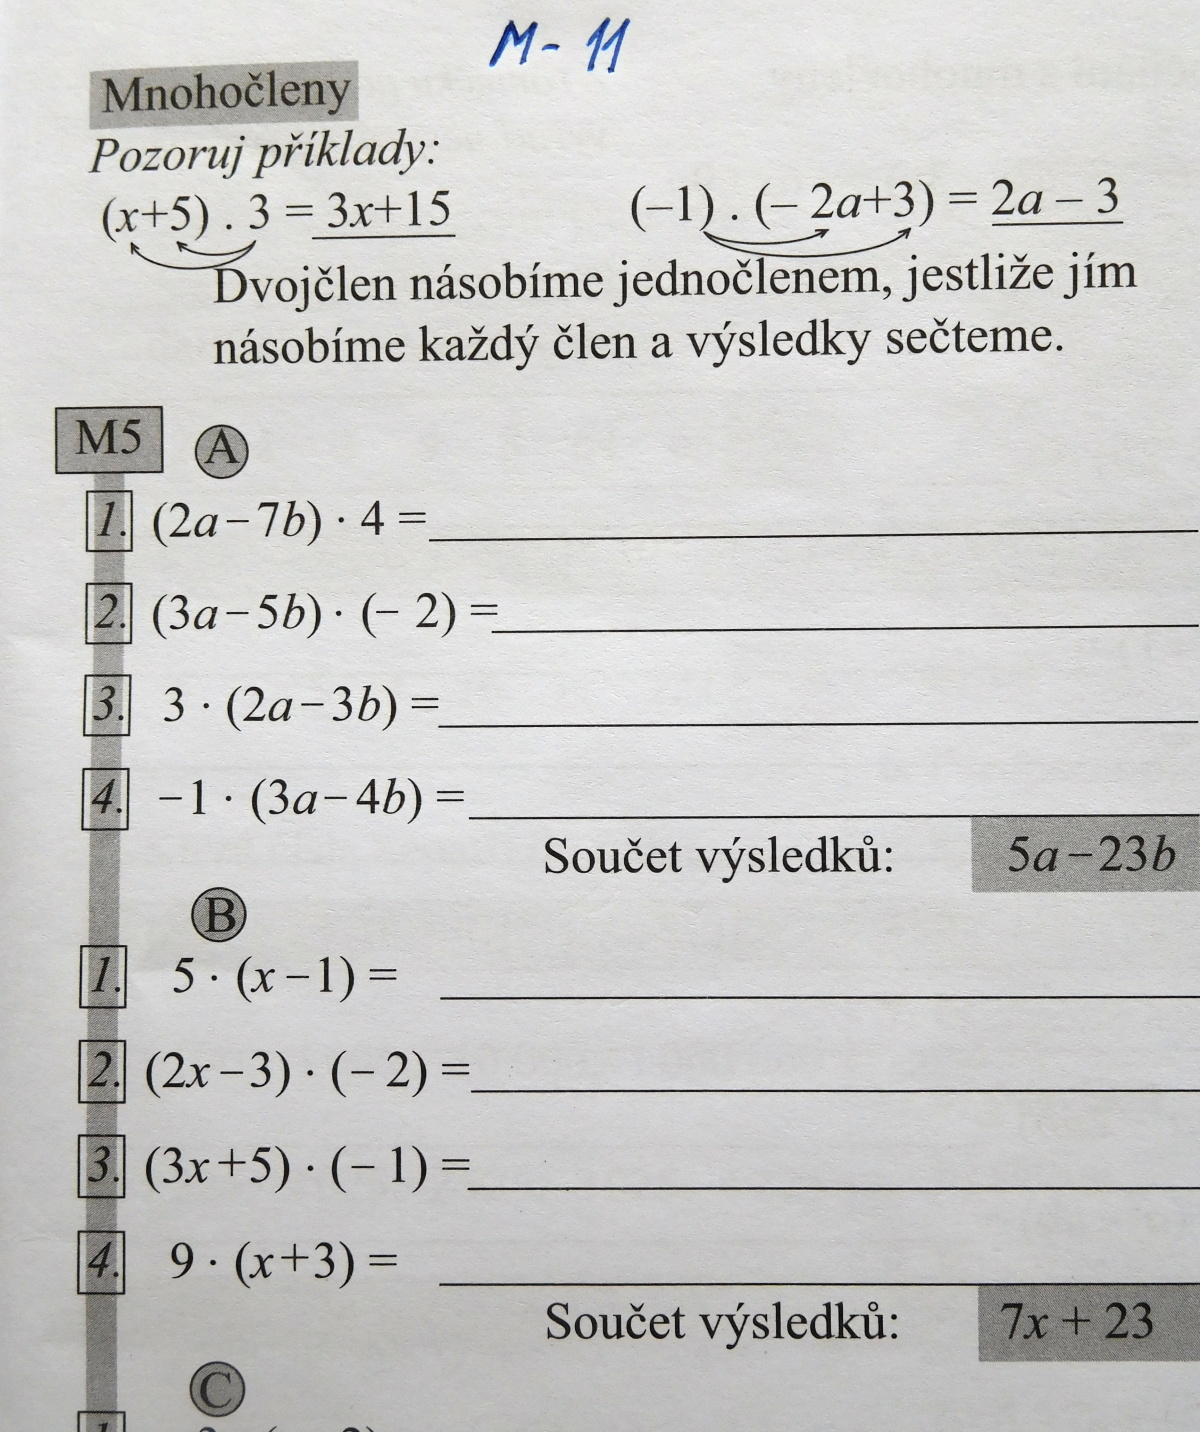 M- 11
Mnohočleny
Pozoruj příklady:
(x+5) . 3 = 3x+15
(–1) . (– 2a+3) = 2a – 3
Dvojčlen násobíme jednočlenem, jestliže jím
násobíme každý člen a výsledky sečteme.
M5 A
1. (2a – 7b) · 4 =
2. (3a – 5b) · (– 2) =
3. 3 · (2a – 3b) =
4. –1 · (3a – 4b) =
Součet výsledků: 5a – 23b
B
1. 5 · (x – 1) =
2. (2x – 3) · (– 2) =
3. (3x+5) · (– 1) =
4. 9 · (x+3) =
Součet výsledků: 7x + 23
C